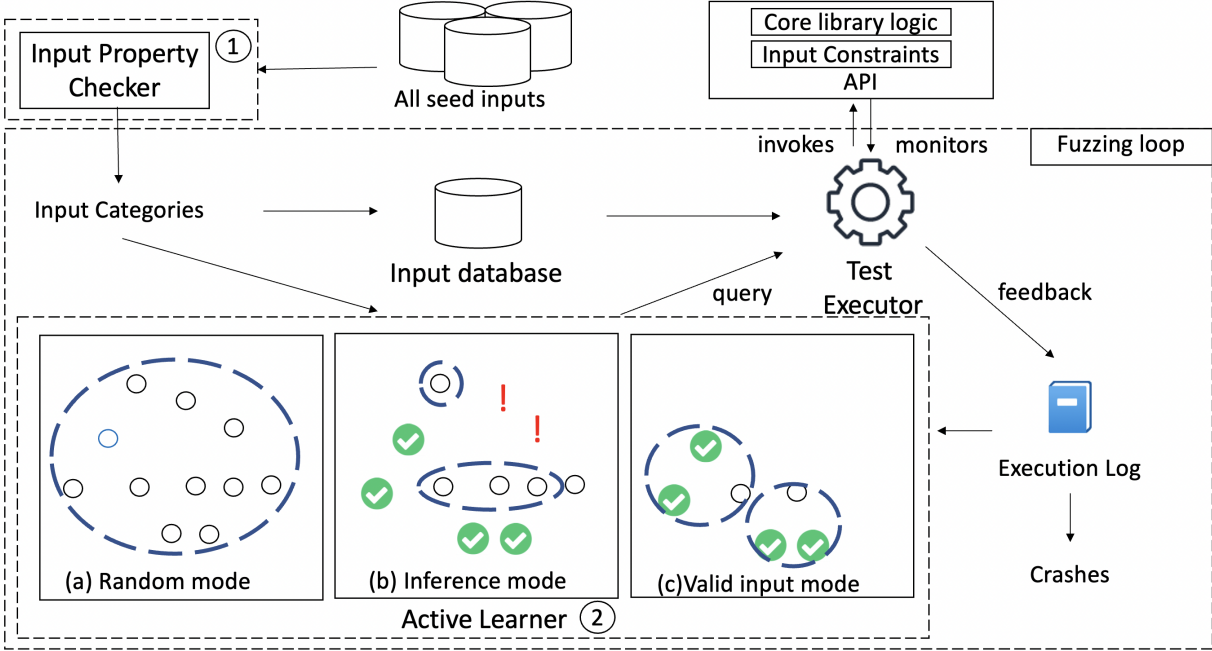 Input Property
Checker
1
All seed inputs
Core library logic
Input Constraints
API
invokes
monitors
Fuzzing loop
Input Categories
Input database
Test
Executor
query
feedback
Execution Log
Crashes
!
!
(a) Random mode
(b) Inference mode
(c)Valid input mode
Active Learner 2